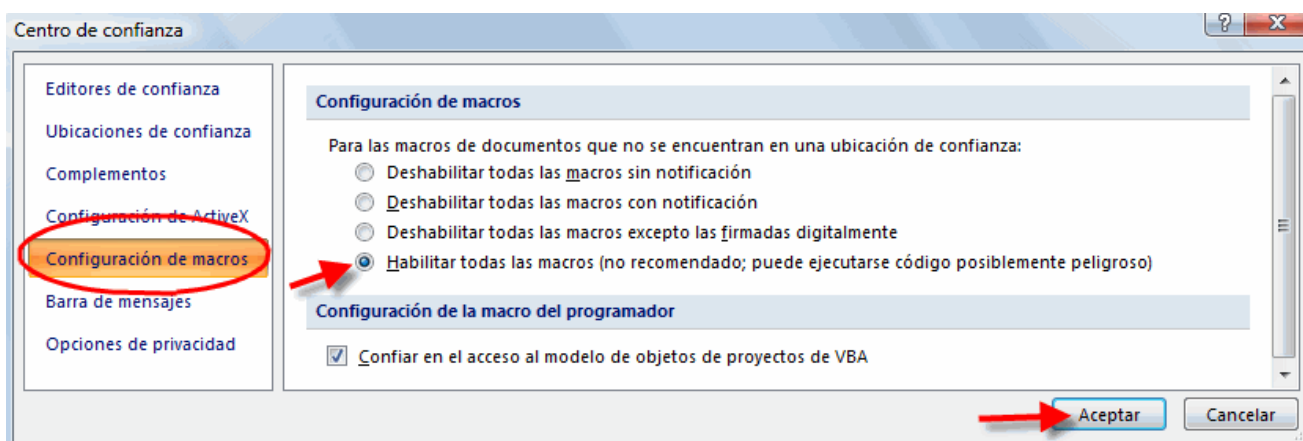 Centro de confianza
Editores de confianza
Ubicaciones de confianza
Complementos
Configuración de ActiveX
Configuración de macros
Barra de mensajes
Opciones de privacidad
Configuración de macros
Para las macros de documentos que no se encuentran en una ubicación de confianza:
Deshabilitar todas las macros sin notificación
Deshabilitar todas las macros con notificación
Deshabilitar todas las macros excepto las firmadas digitalmente
Habilitar todas las macros (no recomendado; puede ejecutarse código posiblemente peligroso)
Configuración de la macro del programador
Confiar en el acceso al modelo de objetos de proyectos de VBA
Aceptar
Cancelar